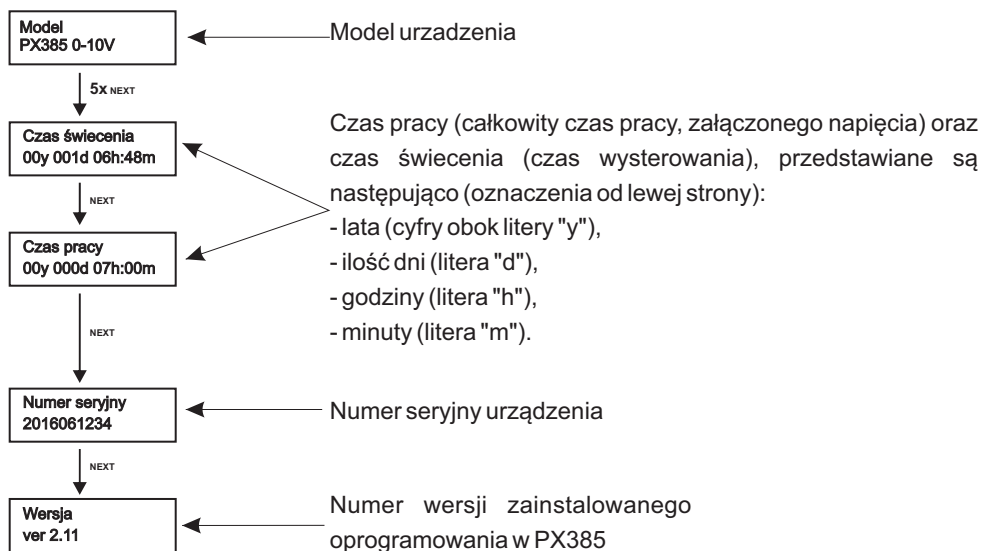 Model
PX385 0-10V
Model urzadzenia
5x NEXT
Czas świecenia
00y 001d 06h:48m
Czas pracy (całkowity czas pracy, załączonego napięcia) oraz
czas świecenia (czas wysterowania), przedstawiane są
następująco (oznaczenia od lewej strony):
- lata (cyfry obok litery "y"),
- ilość dni (litera "d"),
- godziny (litera "h"),
- minuty (litera "m").
NEXT
Czas pracy
00y 000d 07h:00m
NEXT
Numer seryjny
2016061234
Numer seryjny urządzenia
NEXT
Wersja
ver 2.11
Numer wersji zainstalowanego
oprogramowania w PX385